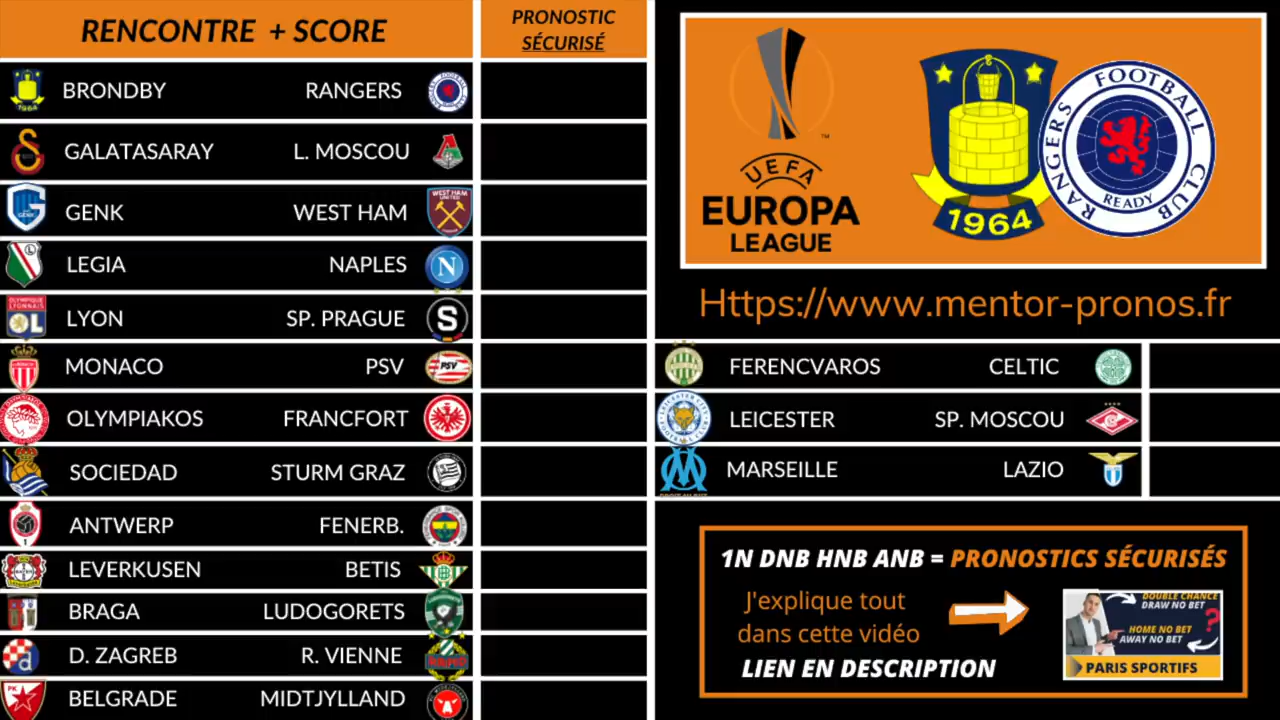 RENCONTRE + SCORE
PRONOSTIC
SÉCURISÉ
BRONDBY RANGERS
GALATASARAY L. MOSCOU
GENK WEST HAM
LEGIA NAPLES
LYON SP. PRAGUE
MONACO PSV
OLYMPIAKOS FRANCFORT
SOCIEDAD STURM GRAZ
ANTWERP FENERB.
LEVERKUSEN BETIS
BRAGA LUDOGORETS
D. ZAGREB R. VIENNE
BELGRADE MIDTJYLLAND
UEFA
EUROPA
LEAGUE
1964
RANGERS FOOTBALL CLUB
READY
Https://www.mentor-pronos.fr
FERENCVAROS CELTIC
LEICESTER SP. MOSCOU
MARSEILLE LAZIO
1N DNB HNB ANB = PRONOSTICS SÉCURISÉS
J'explique tout
dans cette vidéo
LIEN EN DESCRIPTION
DOUBLE CHANCE
DRAW NO BET
HOME NO BET
AWAY NO BET
PARIS SPORTIFS